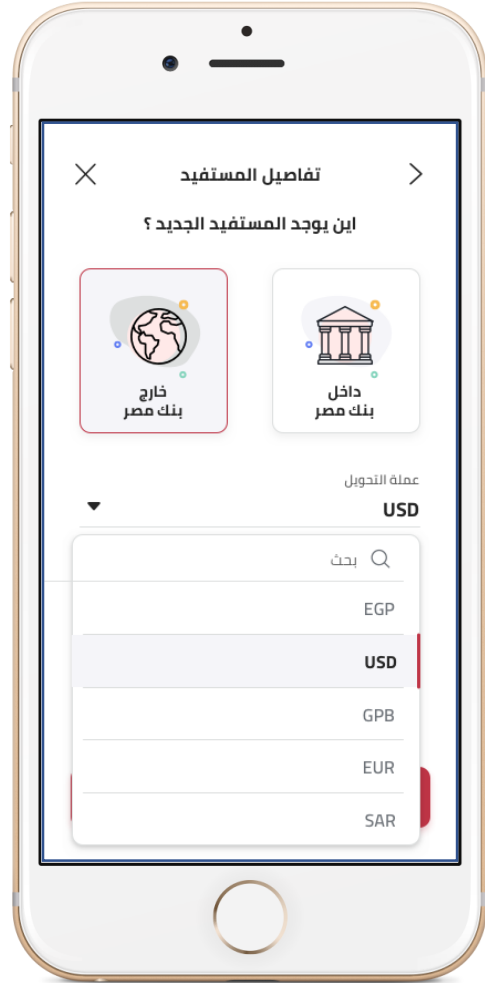 تفاصيل المستفيد
اين يوجد المستفيد الجديد ؟
داخل
بنك مصر
خارج
بنك مصر
عملة التحويل
USD
بحث
EGP
USD
GPB
EUR
SAR